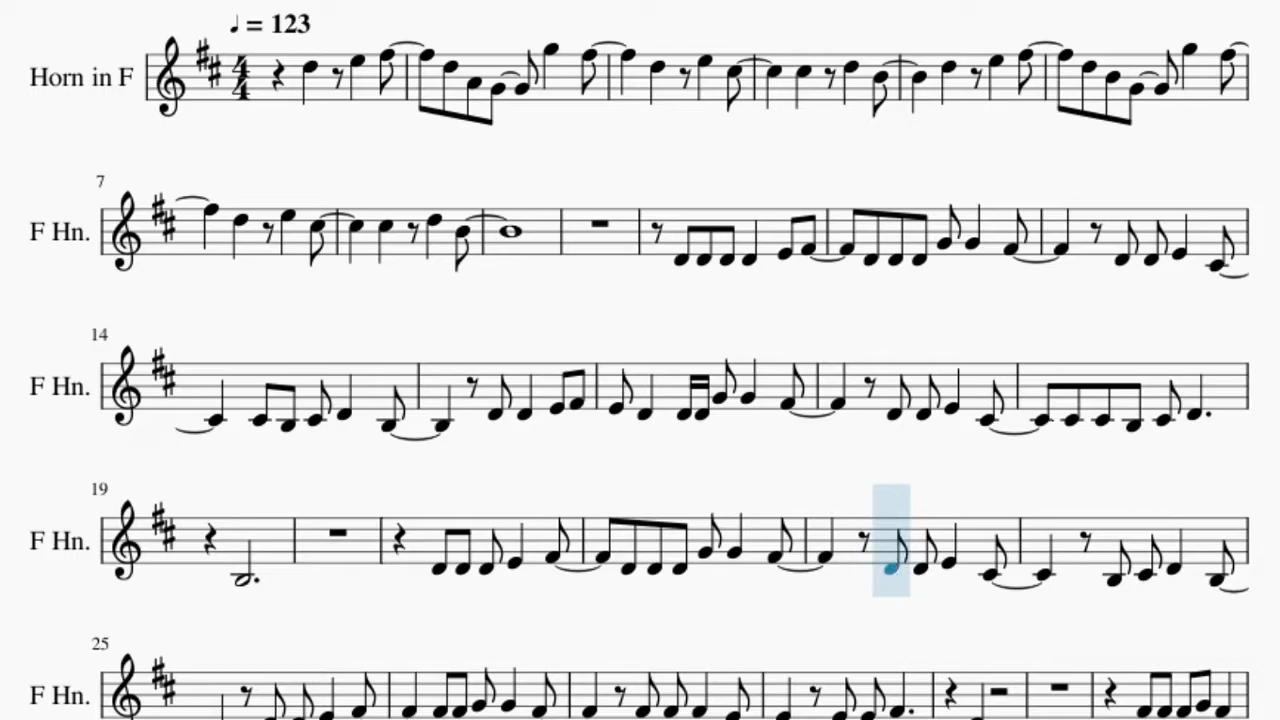 ♩ = 123
Horn in F
4
4
7
F Hn.
14
F Hn.
19
F Hn.
25
F Hn.